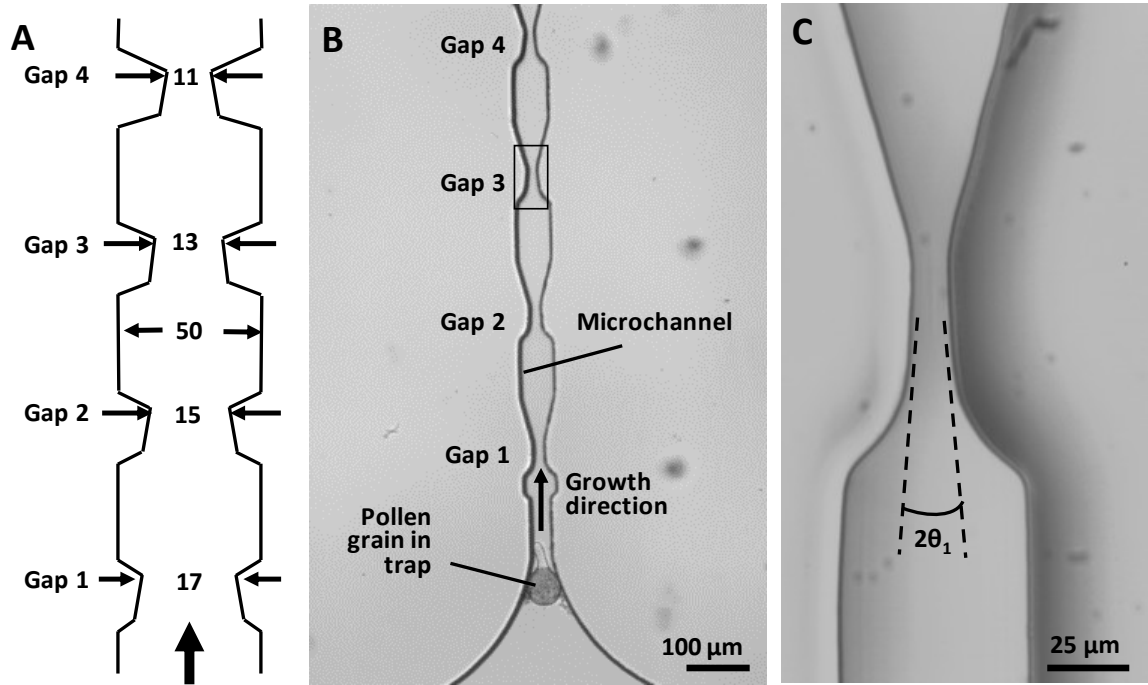 A
Gap 4
11
Gap 3
13
50
Gap 2
15
Gap 1
17
B
Gap 4
Gap 3
Gap 2
Microchannel
Gap 1
Growth
direction
Pollen
grain in
trap
100 µm
C
2θ₁
25 µm